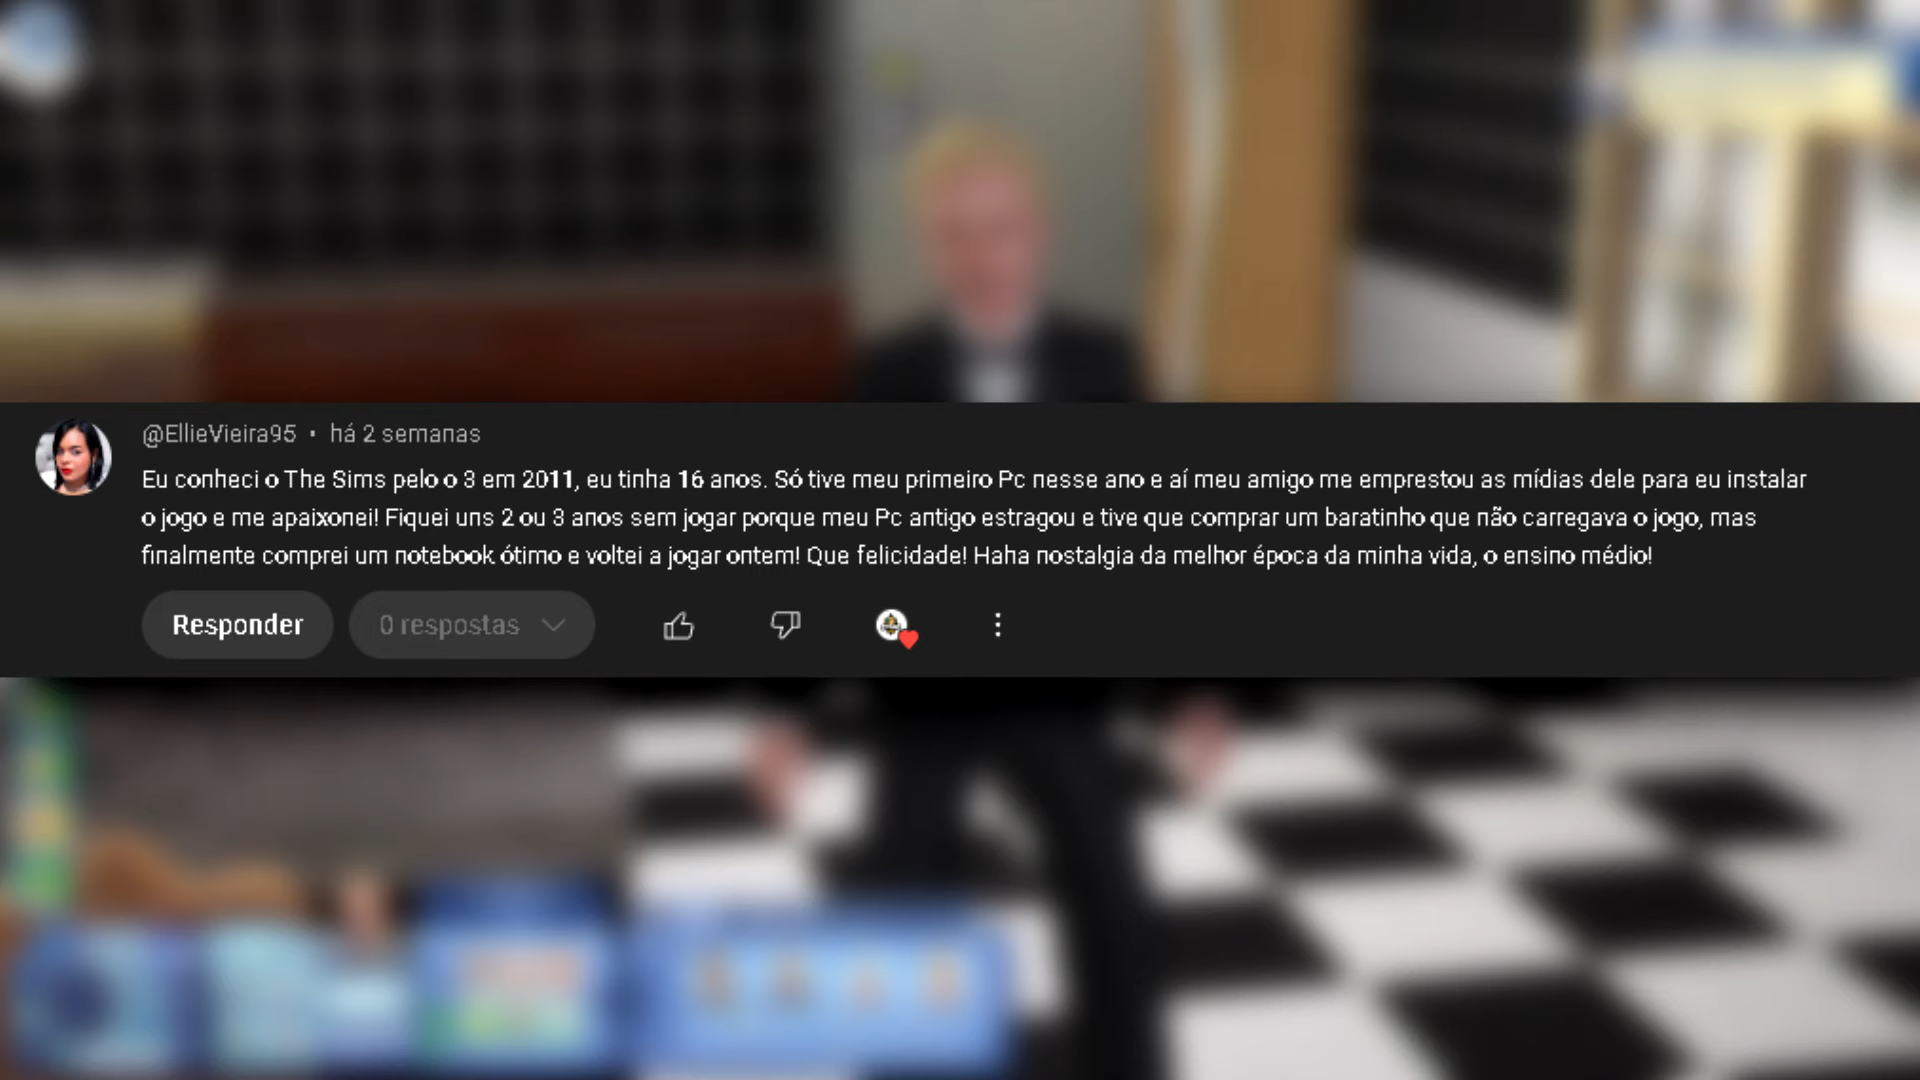 @EllieVieira95 • há 2 semanas
Eu conheci o The Sims pelo o 3 em 2011, eu tinha 16 anos. Só tive meu primeiro Pc nesse ano e aí meu amigo me emprestou as mídias dele para eu instalar
o jogo e me apaixonei! Fiquei uns 2 ou 3 anos sem jogar porque meu Pc antigo estragou e tive que comprar um baratinho que não carregava o jogo, mas
finalmente comprei um notebook ótimo e voltei a jogar ontem! Que felicidade! Haha nostalgia da melhor época da minha vida, o ensino médio!
Responder 0 respostas